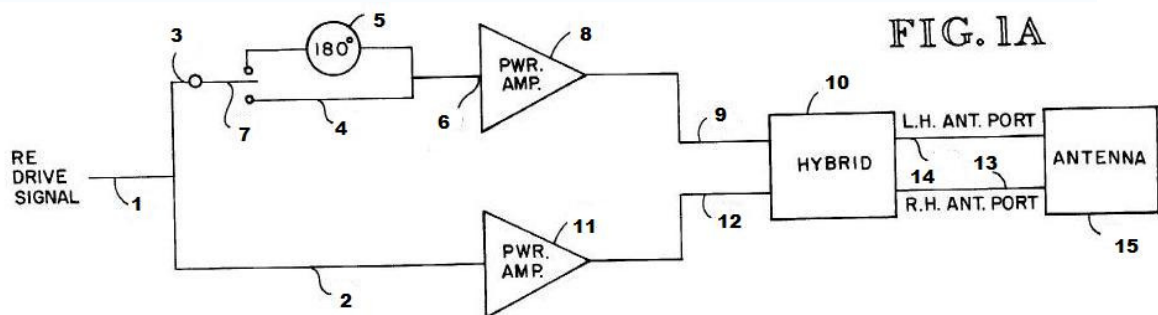 FIG. 1A
3
5
180°
8
PWR.
AMP.
7
4
6
10
9
L.H. ANT. PORT
RE
DRIVE
SIGNAL
1
HYBRID
14
13
ANTENNA
12
R.H. ANT. PORT
11
15
PWR.
AMP.
2